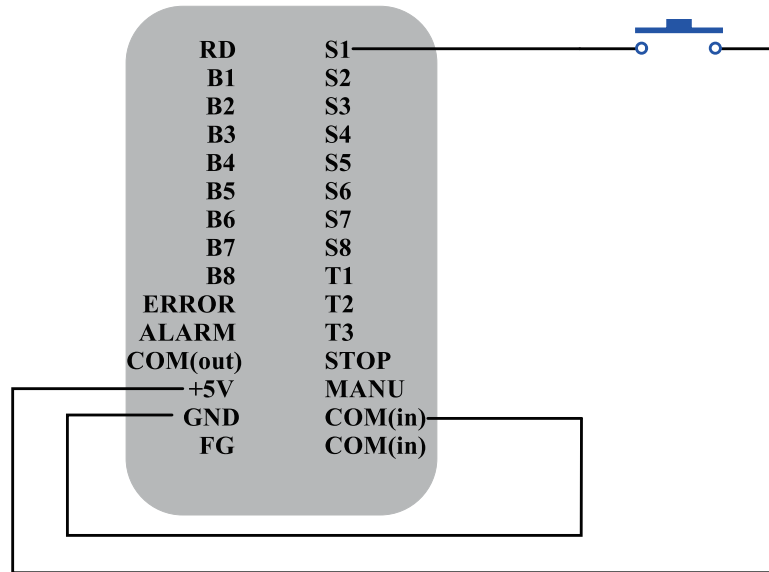 RD S1
B1 S2
B2 S3
B3 S4
B4 S5
B5 S6
B6 S7
B7 S8
B8 T1
ERROR T2
ALARM T3
COM(out) STOP
+5V MANU
GND COM(in)
FG COM(in)